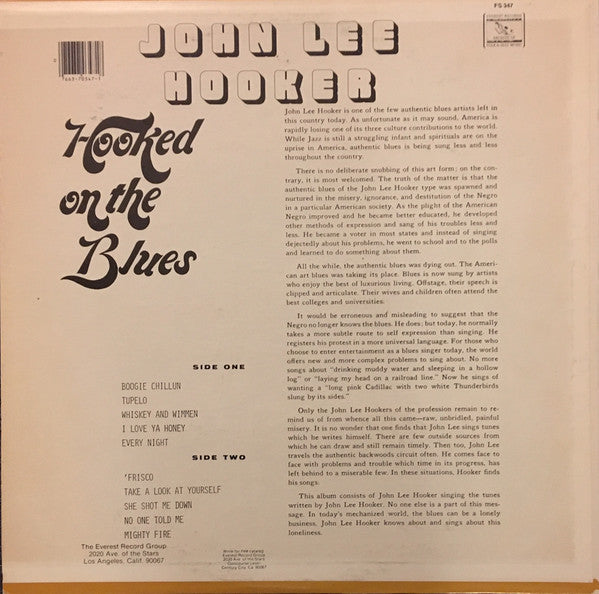 FS 347
JOHN LEE
HOOKER
Hooked
on the
Blues
John Lee Hooker is one of the few authentic blues artists left in
this country today. As unfortunate as it may sound, America is
rapidly losing one of its three culture contributions to the world.
While Jazz is still a struggling infant and spirituals are on the
uprise in America, authentic blues is being sung less and less
throughout the country.
There is no deliberate snubbing of this art form; on the con-
trary, it is most welcomed. The truth of the matter is that the
authentic blues of the John Lee Hooker type was spawned and
nurtured in the misery, ignorance, and destitution of the Negro
in a particular American society. As the plight of the American
Negro improved and he became better educated, he developed
other methods of expression and sang of his troubles less and
less. He became a voter in most states and instead of singing
dejectedly about his problems, he went to school and to the polls
and learned to do something about them.
All the while, the authentic blues was dying out. The Ameri-
can art blues was taking its place. Blues is now sung by artists
who enjoy the best of luxurious living. Offstage, their speech is
clipped and articulate. Their wives and children often attend the
best colleges and universities.
It would be erroneous and misleading to suggest that the
Negro no longer knows the blues. He does; but today, he normally
takes a more subtle route to self expression than singing. He
registers his protest in a more universal language. For those who
choose to enter entertainment as a blues singer today, the world
offers new and more complex problems to sing about. No more
songs about "drinking muddy water and sleeping in a hollow
log" or "laying my head on a railroad line." Now he sings of
wanting a "long pink Cadillac with two white Thunderbirds
slung by its sides."
Only the John Lee Hookers of the profession remain to re-
mind us of from whence all this came—raw, unbridled, painful
misery. It is no wonder that one finds that John Lee sings tunes
which he writes himself. There are few outside sources from
which he can draw and still remain timely. Then too, John Lee
travels the authentic backwoods circuit often. He comes face to
face with problems and trouble which time in its progress, has
left behind to a miserable few. In these situations, Hooker finds
his songs.
This album consists of John Lee Hooker singing the tunes
written by John Lee Hooker. No one else is a part of this mes-
sage. In today's mechanized world, the blues can be a lonely
business. John Lee Hooker knows about and sings about this
loneliness.
SIDE ONE
BOOGIE CHILLUN
TUPELO
WHISKEY AND WIMMEN
I LOVE YA HONEY
EVERY NIGHT
SIDE TWO
'FRISCO
TAKE A LOOK AT YOURSELF
SHE SHOT ME DOWN
NO ONE TOLD ME
MIGHTY FIRE
The Everest Record Group
2020 Ave. of the Stars
Los Angeles, Calif. 90067
Write for free catalog
Everest Record Group
2020 Ave of the Stars
Century City, Ca 90067